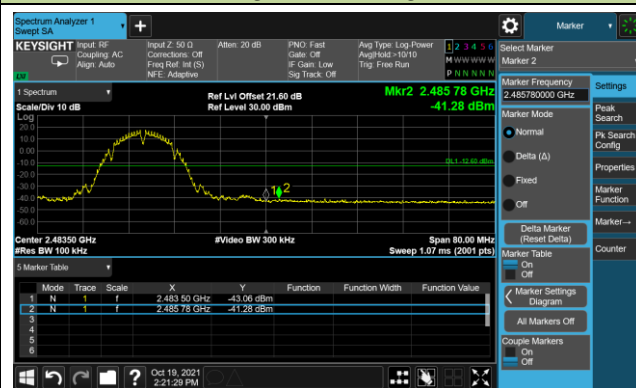 Spectrum Analyzer 1
Swept SA
+
Marker
KEYSIGHT Input: RF Input Z: 50 Ω Atten: 20 dB PNO: Fast Avg Type: Log-Power 1 2 3 4 5 6
Coupling: AC Corrections: Off Gate: Off Avg|Hold:>10/10 M W W W W W
Align: Auto Freq Ref: Int (S) IF Gain: Low Trig: Free Run P N N N N N
NFE: Adaptive Sig Track: Off
LVI
1 Spectrum Ref Lvl Offset 21.60 dB Mkr2 2.485 78 GHz
Scale/Div 10 dB Ref Level 30.00 dBm -41.28 dBm
Log
20.0
10.0
0.00
-10.0
DL1 -12.60 dBm
-20.0
-30.0
1 2
-40.0
-50.0
-60.0
Center 2.48350 GHz #Video BW 300 kHz Span 80.00 MHz
#Res BW 100 kHz Sweep 1.07 ms (2001 pts)
5 Marker Table
Mode Trace Scale X Y Function Function Width Function Value
1 N 1 f 2.483 50 GHz -43.06 dBm
2 N 1 f 2.485 78 GHz -41.28 dBm
3
4
5
6
Oct 19, 2021
2:21:29 PM
Select Marker
Marker 2
Marker Frequency
2.485780000 GHz
Marker Mode
Normal
Delta (Δ)
Fixed
Off
Delta Marker
(Reset Delta)
Marker Table
On
Off
Marker Settings
Diagram
All Markers Off
Couple Markers
On
Off
Settings
Peak
Search
Pk Search
Config
Properties
Marker
Function
Marker→
Counter